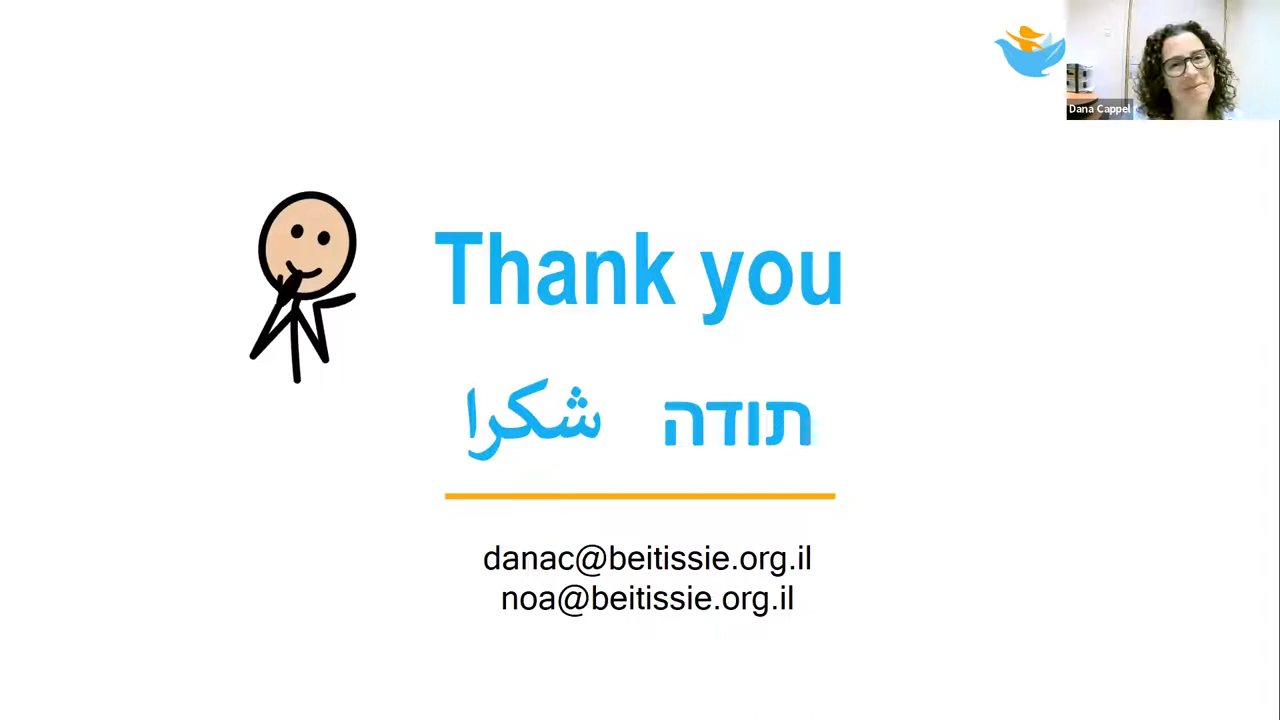 Dana Cappel
Thank you
תודה شكرا
danac@beitissie.org.il
noa@beitissie.org.il